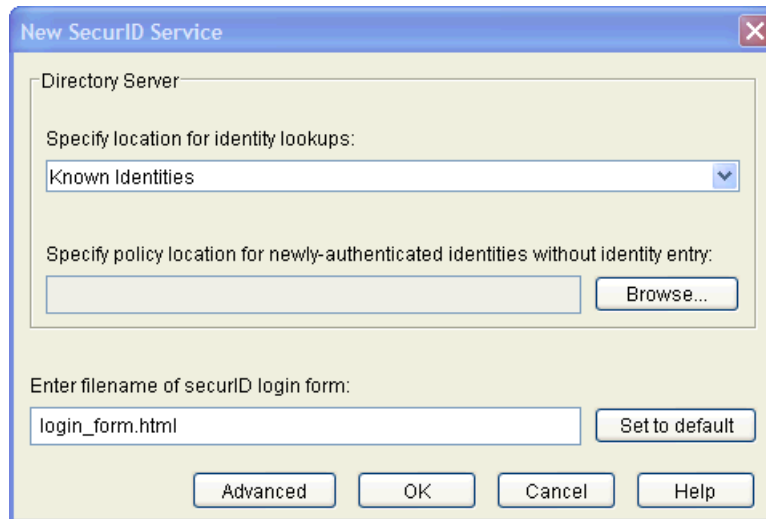 New SecurID Service
Directory Server
Specify location for identity lookups:
Known Identities
Specify policy location for newly-authenticated identities without identity entry:
Browse...
Enter filename of securID login form:
login_form.html
Set to default
Advanced
OK
Cancel
Help